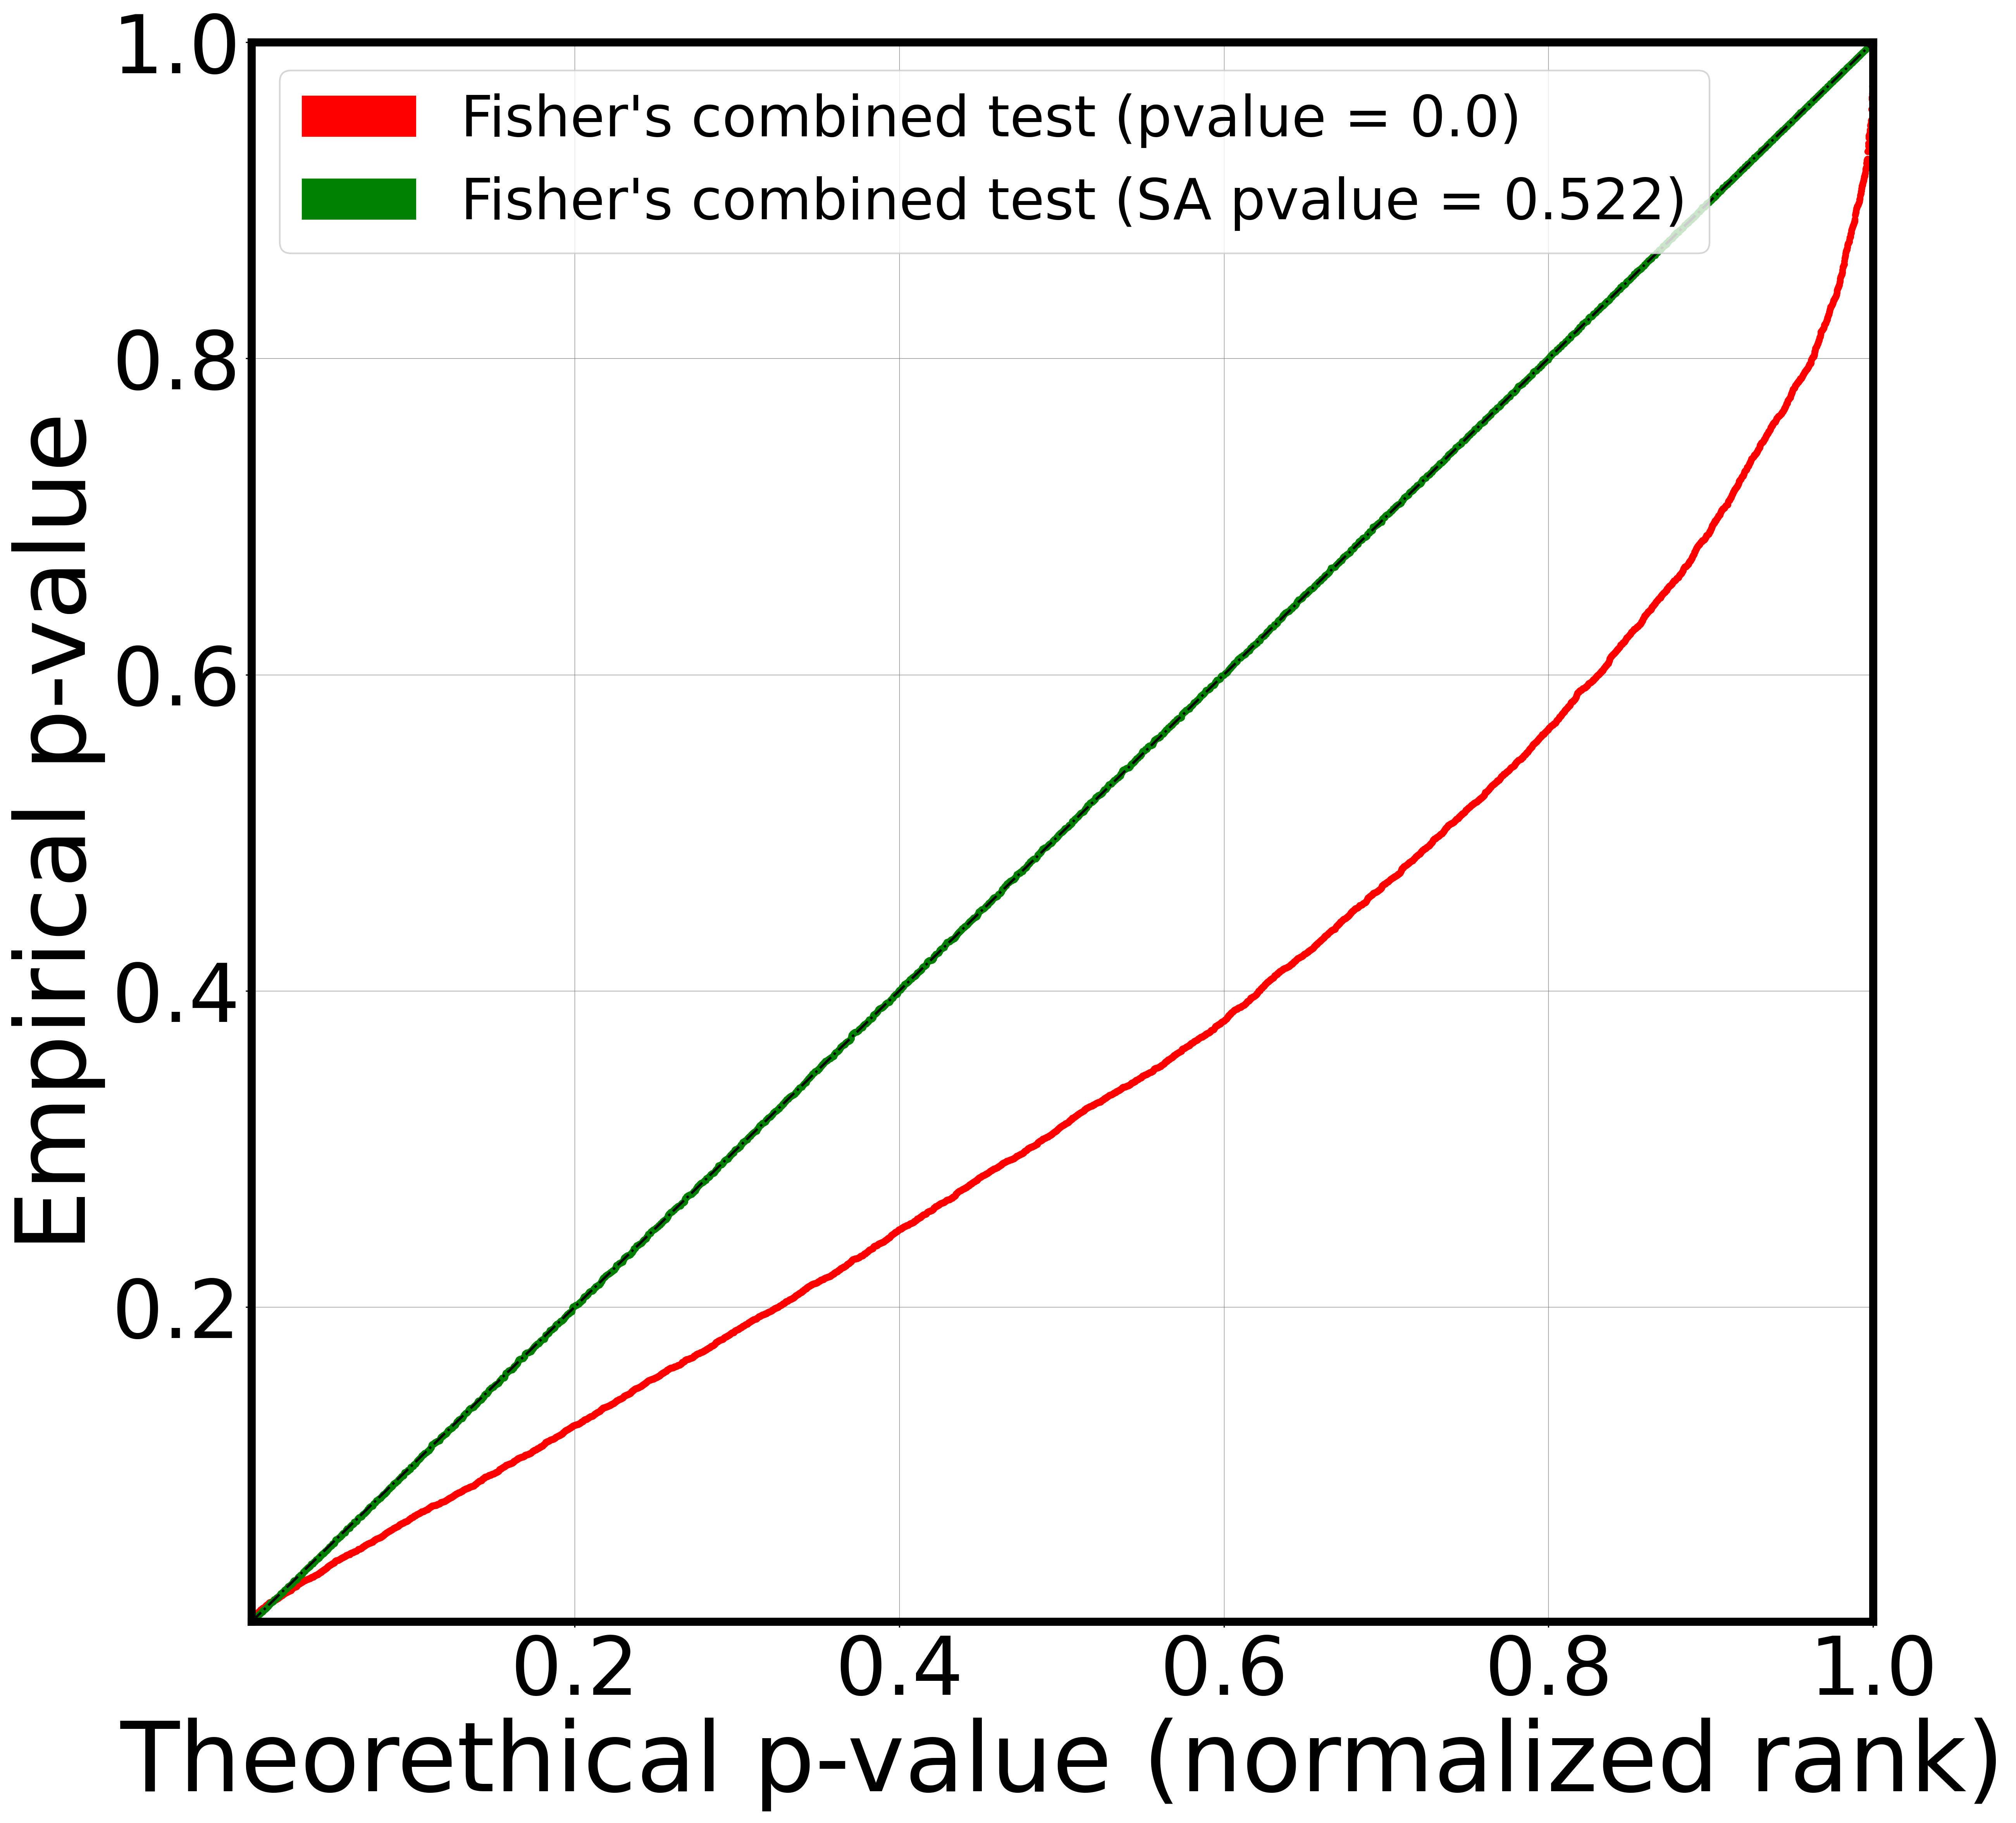 1.0
Fisher's combined test (pvalue = 0.0)
Fisher's combined test (SA pvalue = 0.522)
0.8
0.6
0.4
0.2
Empirical p-value
0.2 0.4 0.6 0.8 1.0
Theorethical p-value (normalized rank)